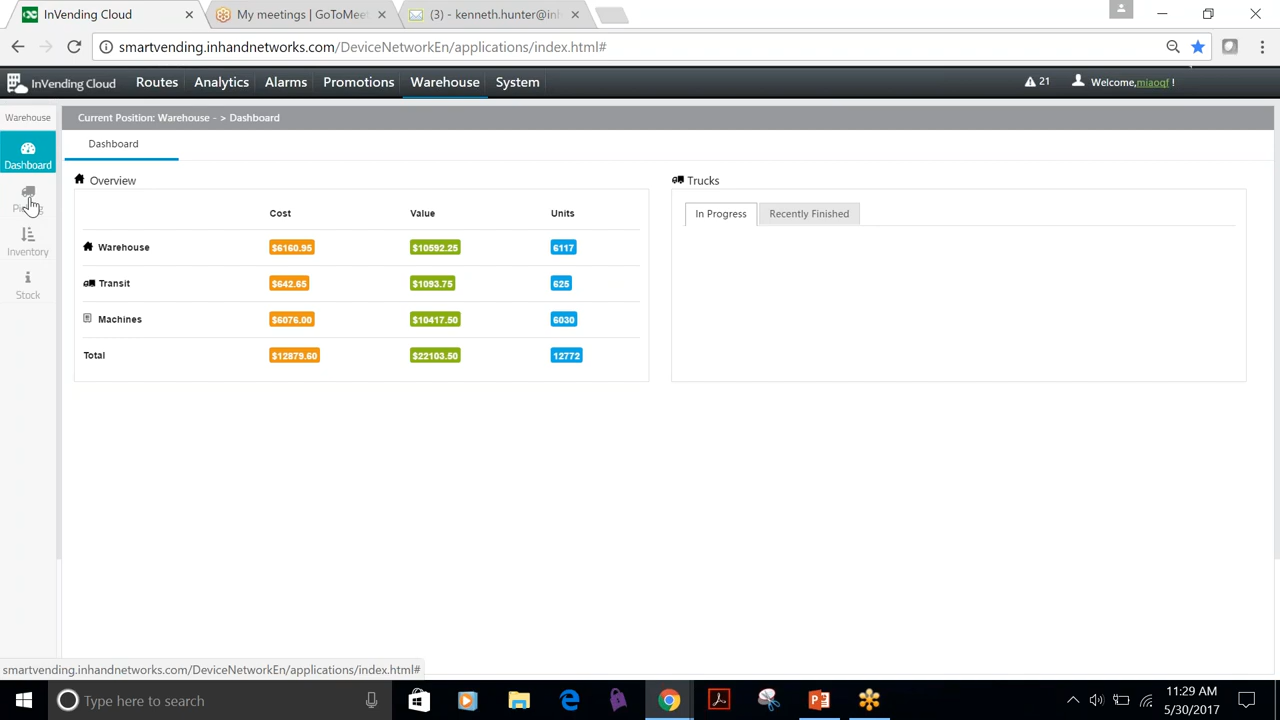 InVending Cloud
My meetings | GoToMeet
(3) - kenneth.hunter@in
smartvending.inhandnetworks.com/DeviceNetworkEn/applications/index.html#
InVending Cloud Routes Analytics Alarms Promotions Warehouse System 21 Welcome,miaoqf !
Warehouse
Current Position: Warehouse - > Dashboard
Dashboard
Dashboard
Inventory
Stock
Overview
Cost Value Units
Warehouse $6160.95 $10592.25 6117
Transit $642.65 $1093.75 625
Machines $6076.00 $10417.50 6030
Total $12879.60 $22103.50 12772
Trucks
In Progress Recently Finished
smartvending.inhandnetworks.com/DeviceNetworkEn/applications/index.html#
Type here to search
11:29 AM
5/30/2017